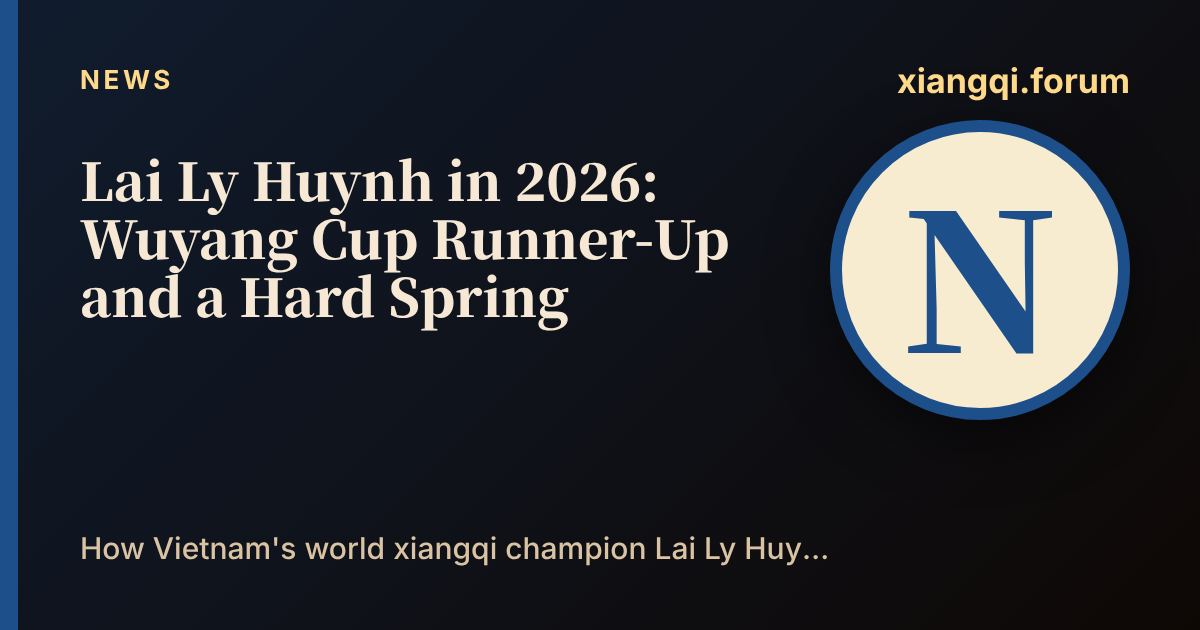 NEWS
xiangqi.forum
Lai Ly Huynh in 2026:
Wuyang Cup Runner-Up
and a Hard Spring
N
How Vietnam's world xiangqi champion Lai Ly Huy...